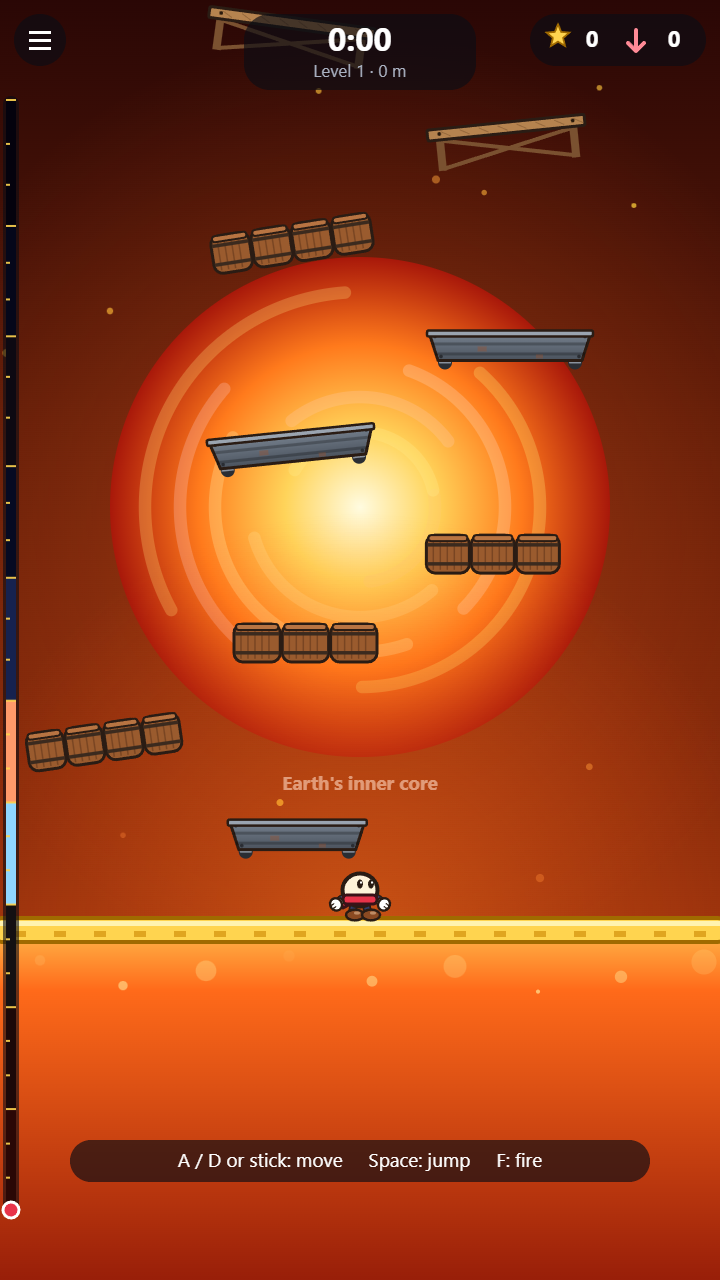 0:00
Level 1 · 0 m
0
0
Earth's inner core
A / D or stick: move Space: jump F: fire